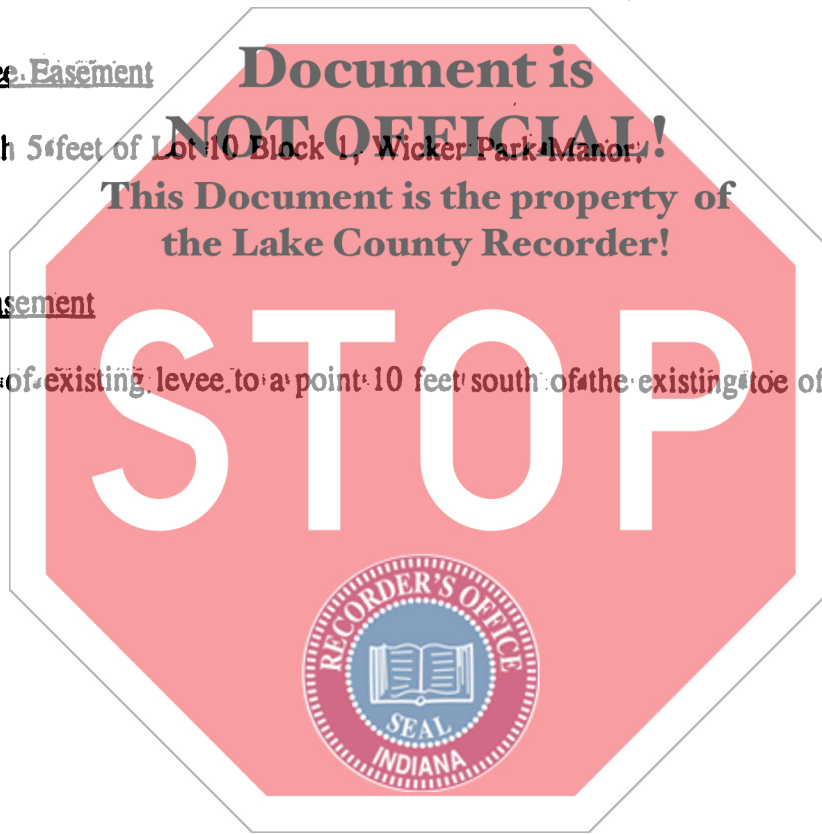 Easement
Document is
NOT OFFICIAL!
5 feet of Lot 10 Block 1, Wicker Park Manor.
This Document is the property of
the Lake County Recorder!
of existing levee to a point 10 feet south of the existing toe of
STOP
RECORDER'S OFFICE
SEAL
INDIANA